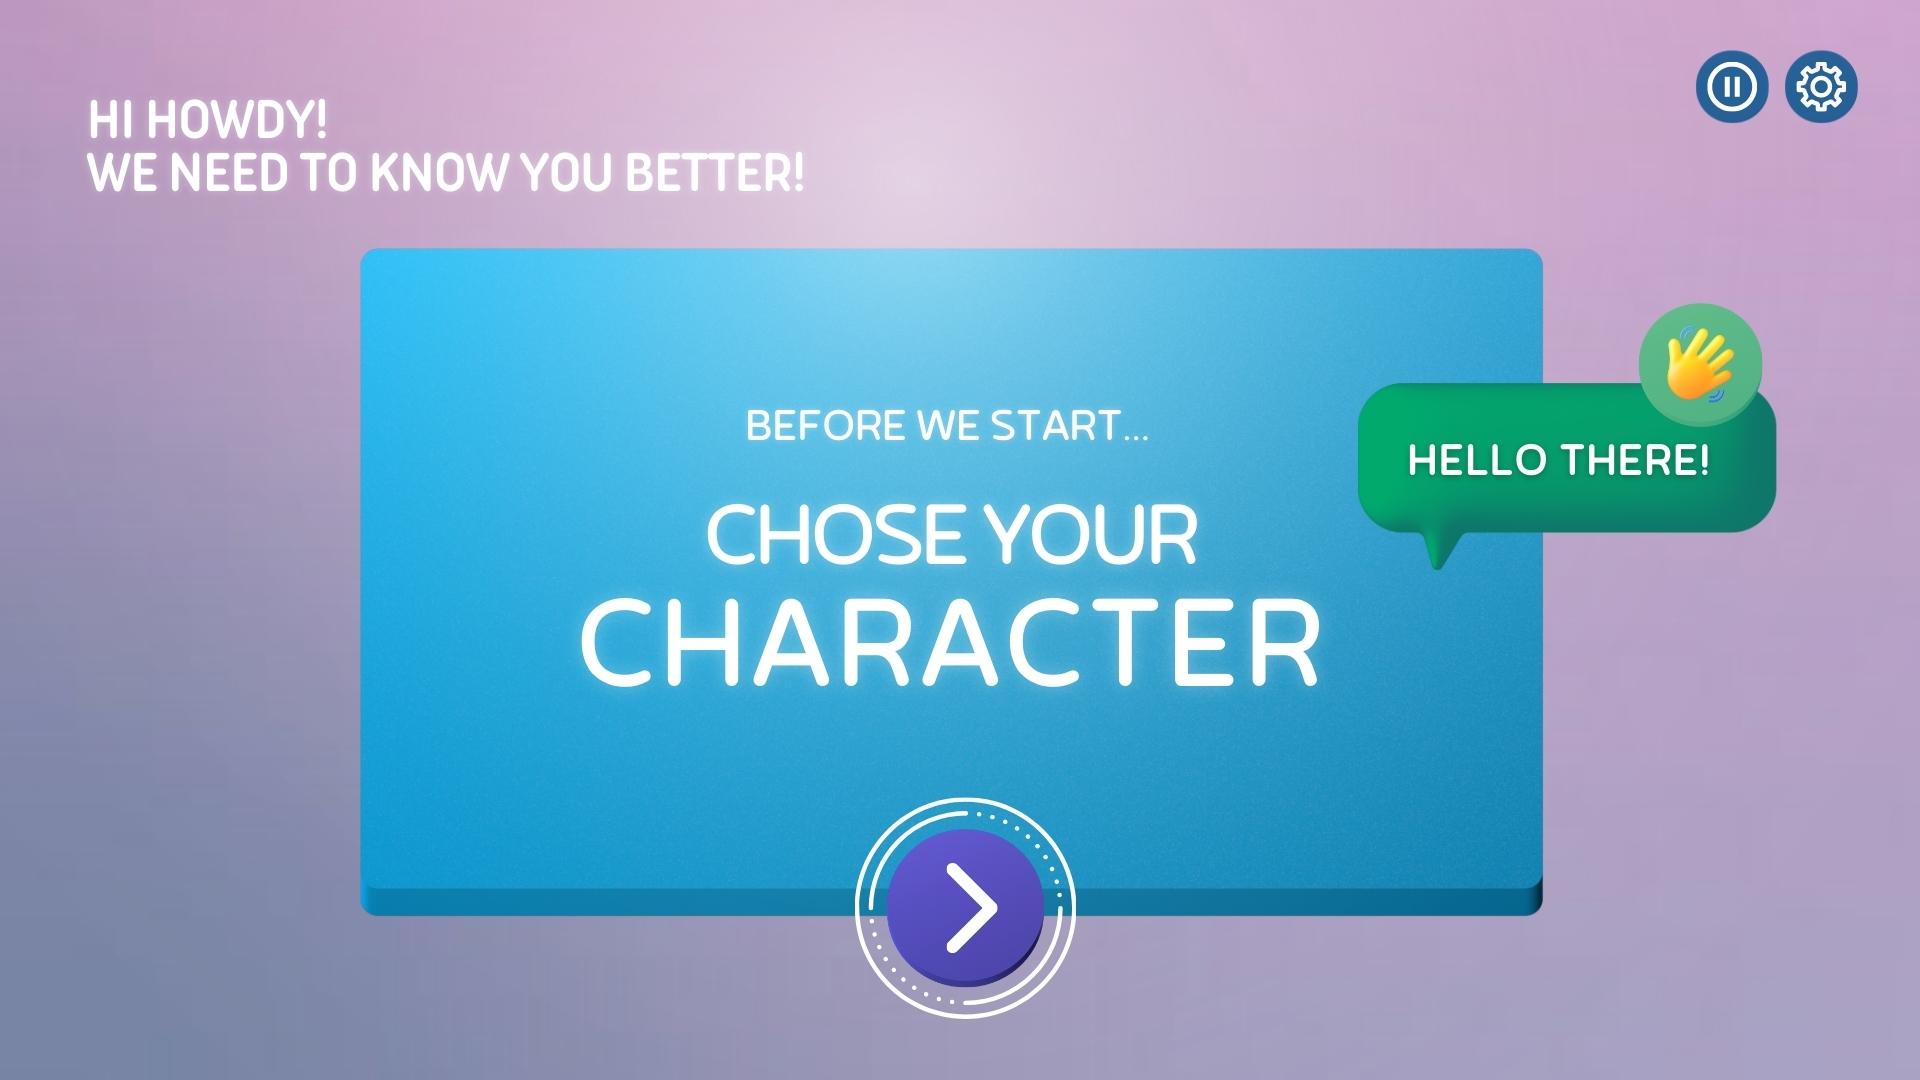 HI HOWDY!
WE NEED TO KNOW YOU BETTER!
BEFORE WE START...
CHOSE YOUR
CHARACTER
HELLO THERE!